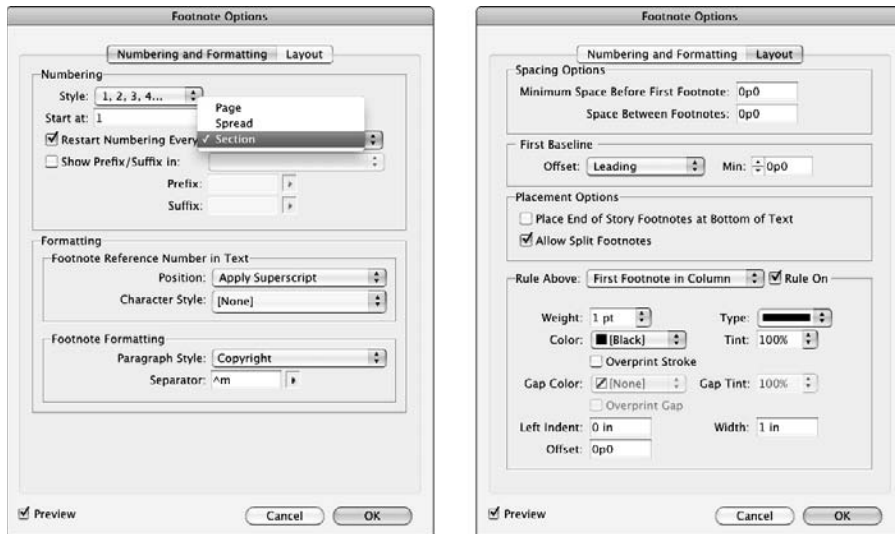 Footnote Options
Numbering and Formatting Layout
Numbering
Style: 1, 2, 3, 4...
Page
Spread
Start at: 1
Restart Numbering Every ✓ Section
Show Prefix/Suffix in:
Prefix:
Suffix:
Formatting
Footnote Reference Number in Text
Position: Apply Superscript
Character Style: [None]
Footnote Formatting
Paragraph Style: Copyright
Separator: ^m
Preview Cancel OK
Footnote Options
Numbering and Formatting Layout
Spacing Options
Minimum Space Before First Footnote: 0p0
Space Between Footnotes: 0p0
First Baseline
Offset: Leading Min: 0p0
Placement Options
Place End of Story Footnotes at Bottom of Text
Allow Split Footnotes
Rule Above: First Footnote in Column Rule On
Weight: 1 pt Type:
Color: [Black] Tint: 100%
Overprint Stroke
Gap Color: [None] Gap Tint: 100%
Overprint Gap
Left Indent: 0 in Width: 1 in
Offset: 0p0
Preview Cancel OK